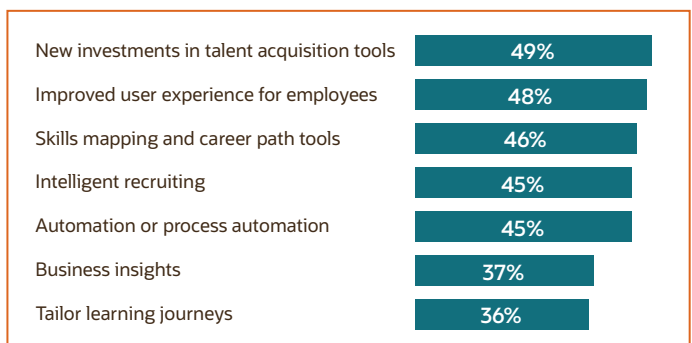 New investments in talent acquisition tools 49%
Improved user experience for employees 48%
Skills mapping and career path tools 46%
Intelligent recruiting 45%
Automation or process automation 45%
Business insights 37%
Tailor learning journeys 36%